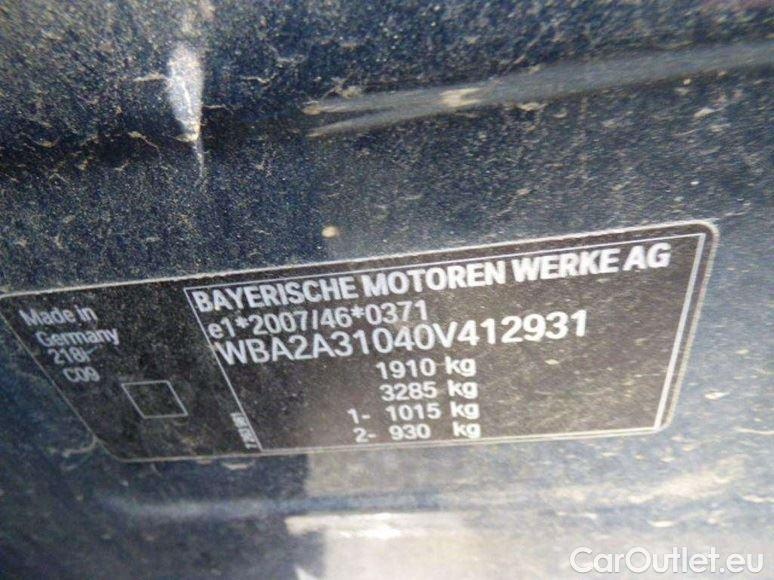 BAYERISCHE MOTOREN WERKE AG
e1*2007/46*0371
WBA2A31040V412931
1910 kg
3285 kg
1- 1015 kg
2- 930 kg
Made in
Germany
218i
C09
CarOutlet.eu